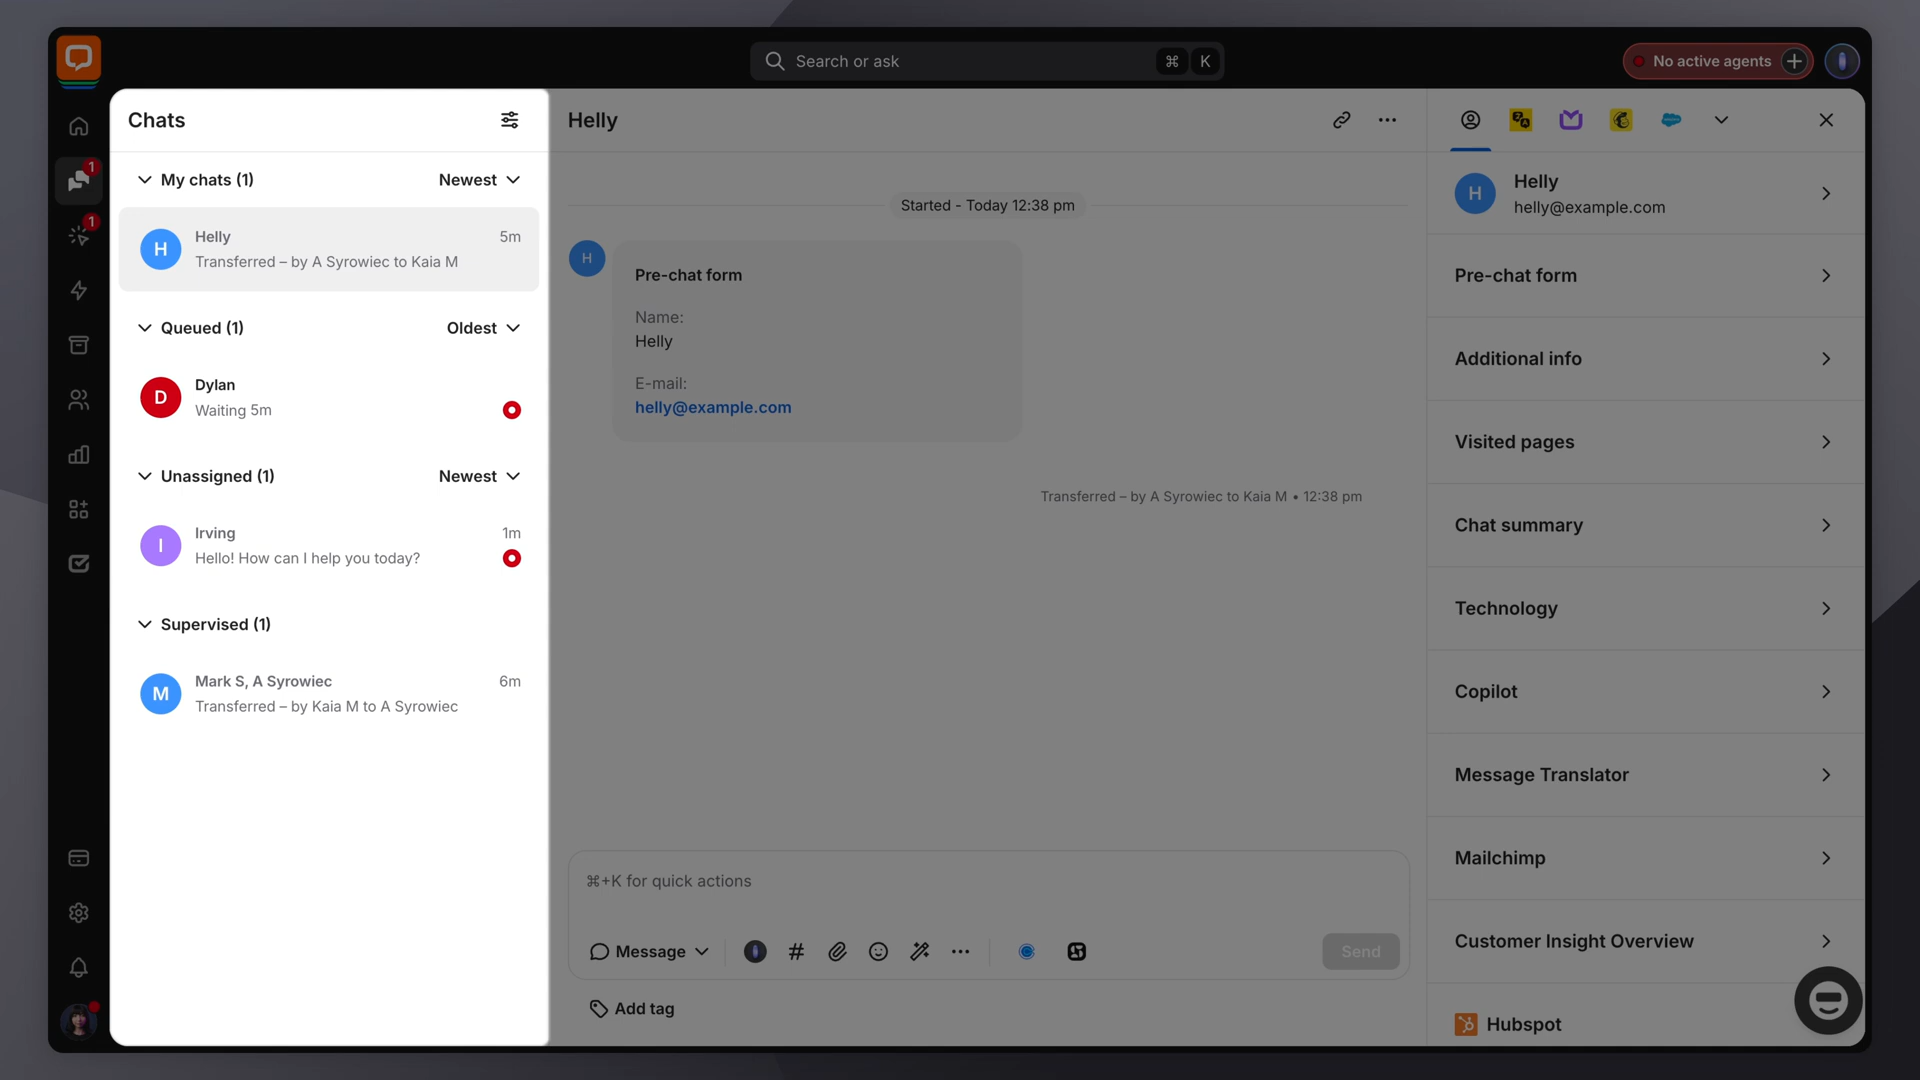 Search or ask
⌘ K
No active agents
Chats
My chats (1)
Newest
1
1
H
Helly
5m
Transferred – by A Syrowiec to Kaia M
Queued (1)
Oldest
D
Dylan
Waiting 5m
Unassigned (1)
Newest
I
Irving
1m
Hello! How can I help you today?
Supervised (1)
M
Mark S, A Syrowiec
6m
Transferred – by Kaia M to A Syrowiec
Helly
Started - Today 12:38 pm
H
Pre-chat form
Name:
Helly
E-mail:
helly@example.com
Transferred – by A Syrowiec to Kaia M • 12:38 pm
⌘+K for quick actions
Message
Send
Add tag
H
Helly
helly@example.com
Pre-chat form
Additional info
Visited pages
Chat summary
Technology
Copilot
Message Translator
Mailchimp
Customer Insight Overview
Hubspot